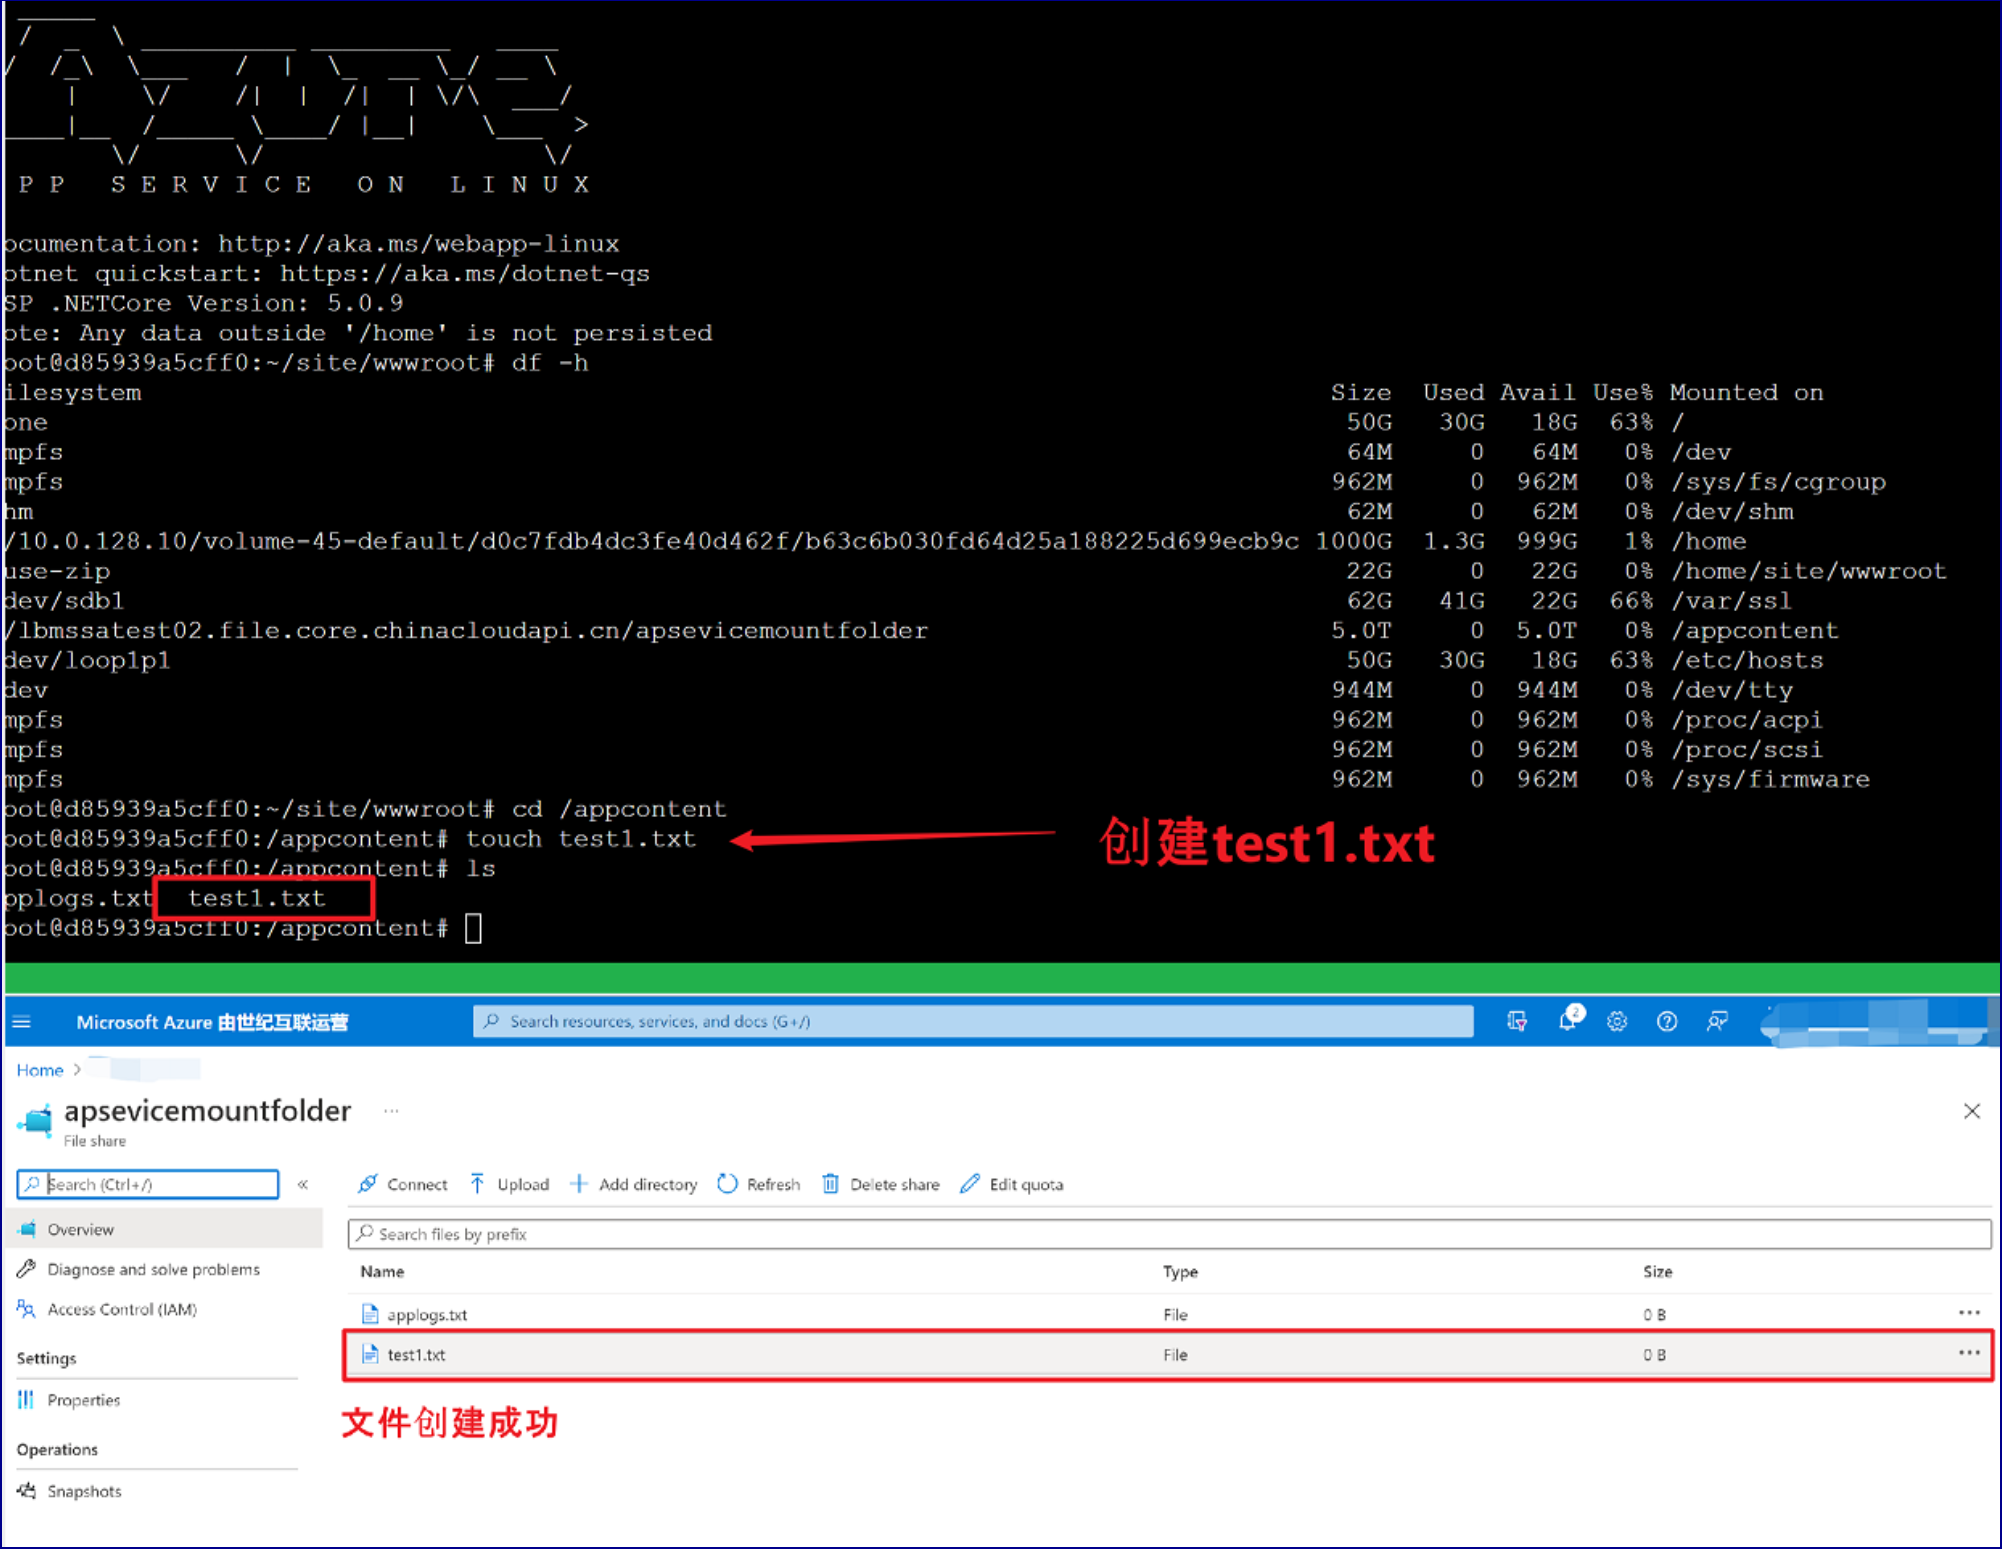 PP SERVICE ON LINUX
ocumentation: http://aka.ms/webapp-linux
otnet quickstart: https://aka.ms/dotnet-qs
SP .NETCore Version: 5.0.9
ote: Any data outside '/home' is not persisted
oot@d85939a5cff0:~/site/wwwroot# df -h
ilesystem Size Used Avail Use% Mounted on
one 50G 30G 18G 63% /
mpfs 64M 0 64M 0% /dev
mpfs 962M 0 962M 0% /sys/fs/cgroup
hm 62M 0 62M 0% /dev/shm
/10.0.128.10/volume-45-default/d0c7fdb4dc3fe40d462f/b63c6b030fd64d25a188225d699ecb9c 1000G 1.3G 999G 1% /home
use-zip 22G 0 22G 0% /home/site/wwwroot
dev/sdb1 62G 41G 22G 66% /var/ssl
/lbmssatest02.file.core.chinacloudapi.cn/apsevicemountfolder 5.0T 0 5.0T 0% /appcontent
dev/loop1p1 50G 30G 18G 63% /etc/hosts
dev 944M 0 944M 0% /dev/tty
mpfs 962M 0 962M 0% /proc/acpi
mpfs 962M 0 962M 0% /proc/scsi
mpfs 962M 0 962M 0% /sys/firmware
oot@d85939a5cff0:~/site/wwwroot# cd /appcontent
oot@d85939a5cff0:/appcontent# touch test1.txt
创建test1.txt
oot@d85939a5cff0:/appcontent# ls
pplogs.txt test1.txt
oot@d85939a5cff0:/appcontent#
Microsoft Azure 由世纪互联运营
Search resources, services, and docs (G+/)
2
Home >
apsevicemountfolder ...
File share
Search (Ctrl+/) «
Connect Upload Add directory Refresh Delete share Edit quota
Overview
Search files by prefix
Diagnose and solve problems
Name Type Size
Access Control (IAM)
applogs.txt File 0 B ...
Settings
test1.txt File 0 B ...
Properties
文件创建成功
Operations
Snapshots